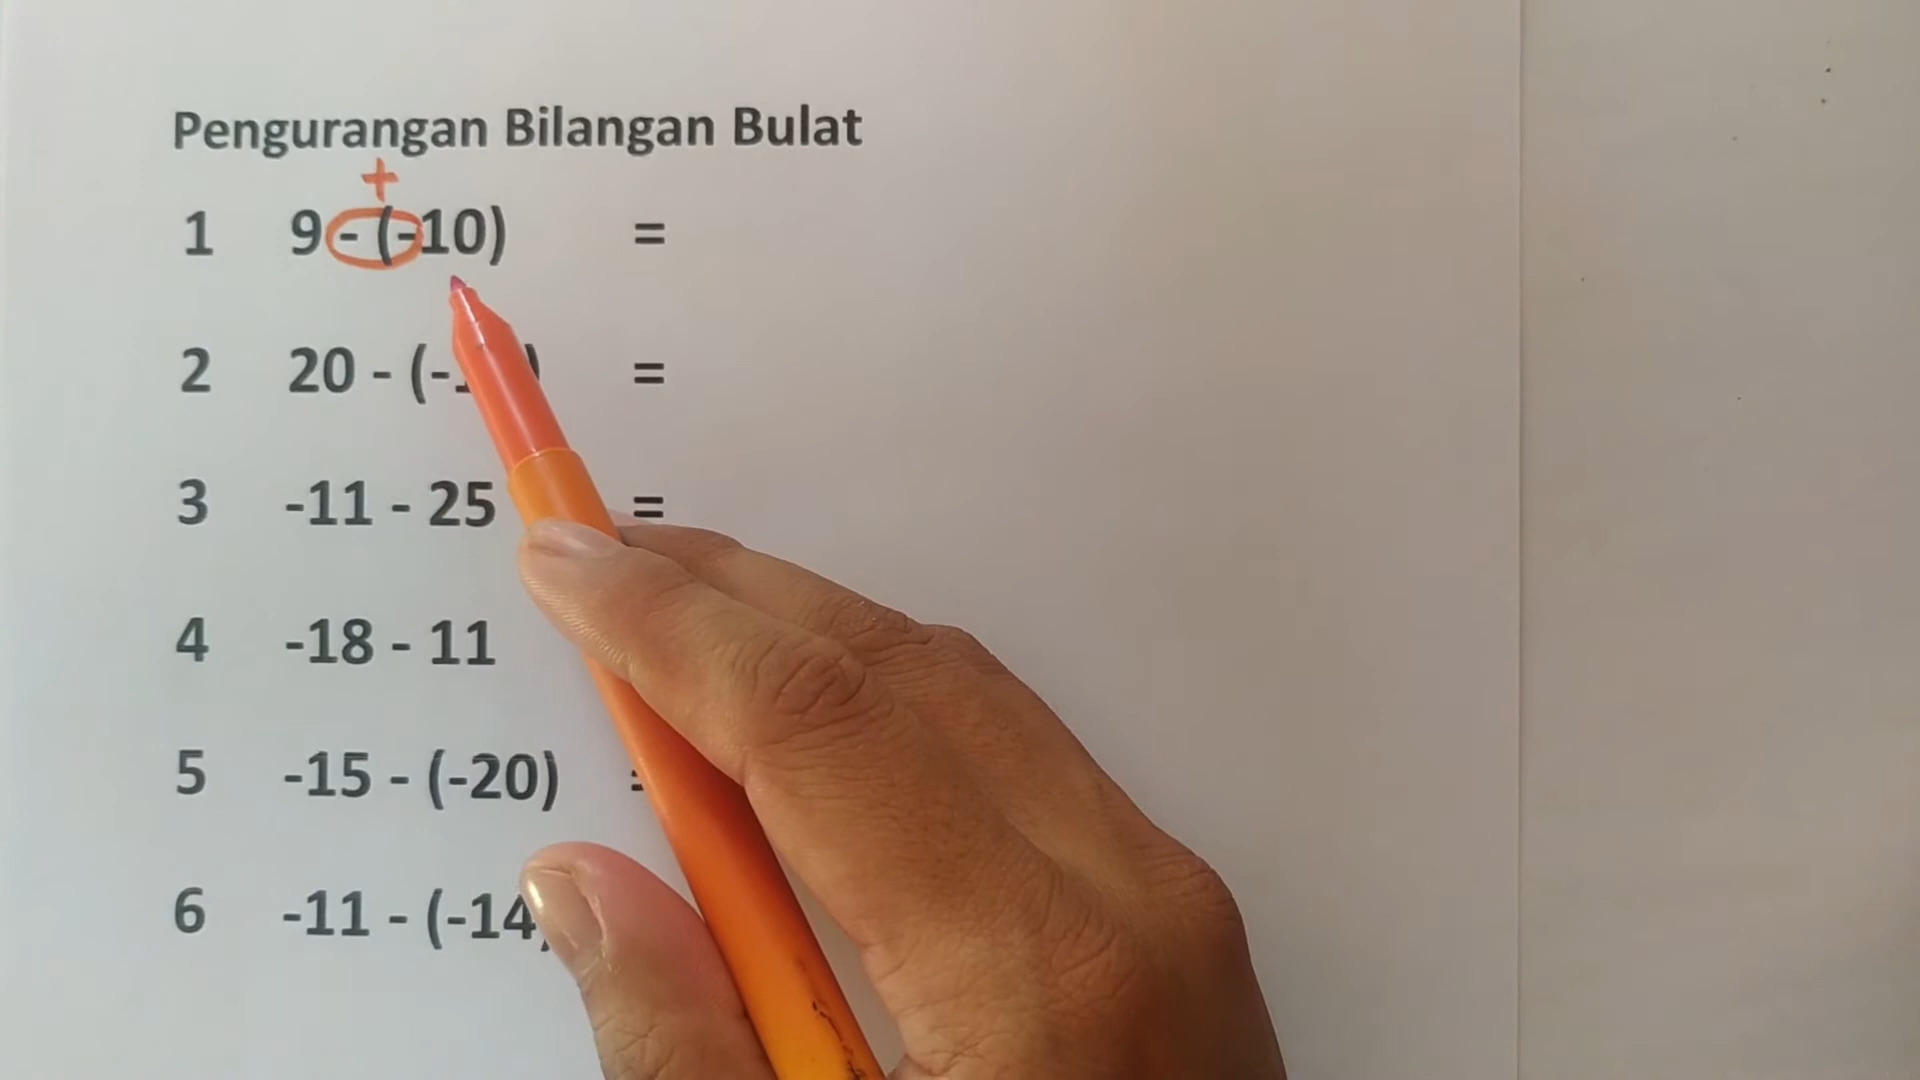 Pengurangan Bilangan Bulat
+
1 9 - (-10) =
2 20 - (- ) =
3 -11 - 25 =
4 -18 - 11
5 -15 - (-20)
6 -11 - (-14